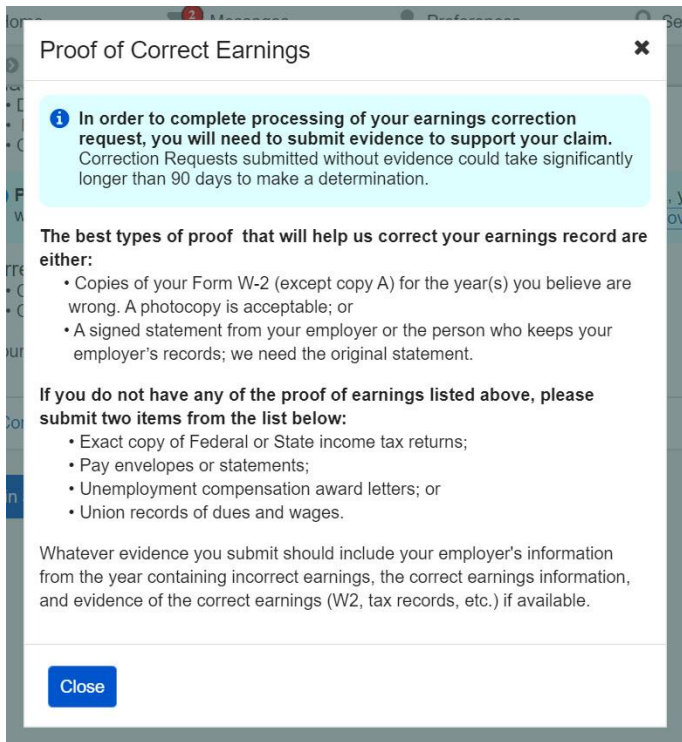 2 Messages Preferences
Proof of Correct Earnings
In order to complete processing of your earnings correction
request, you will need to submit evidence to support your claim.
Correction Requests submitted without evidence could take significantly
longer than 90 days to make a determination.
The best types of proof that will help us correct your earnings record are
either:
• Copies of your Form W-2 (except copy A) for the year(s) you believe are
wrong. A photocopy is acceptable; or
• A signed statement from your employer or the person who keeps your
employer's records; we need the original statement.
If you do not have any of the proof of earnings listed above, please
submit two items from the list below:
• Exact copy of Federal or State income tax returns;
• Pay envelopes or statements;
• Unemployment compensation award letters; or
• Union records of dues and wages.
Whatever evidence you submit should include your employer's information
from the year containing incorrect earnings, the correct earnings information,
and evidence of the correct earnings (W2, tax records, etc.) if available.
Close